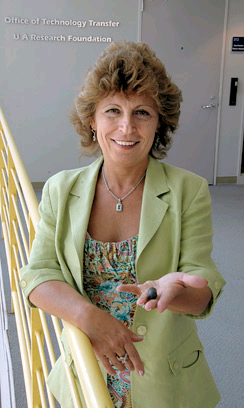 Office of Technology Transfer
U A Research Foundation